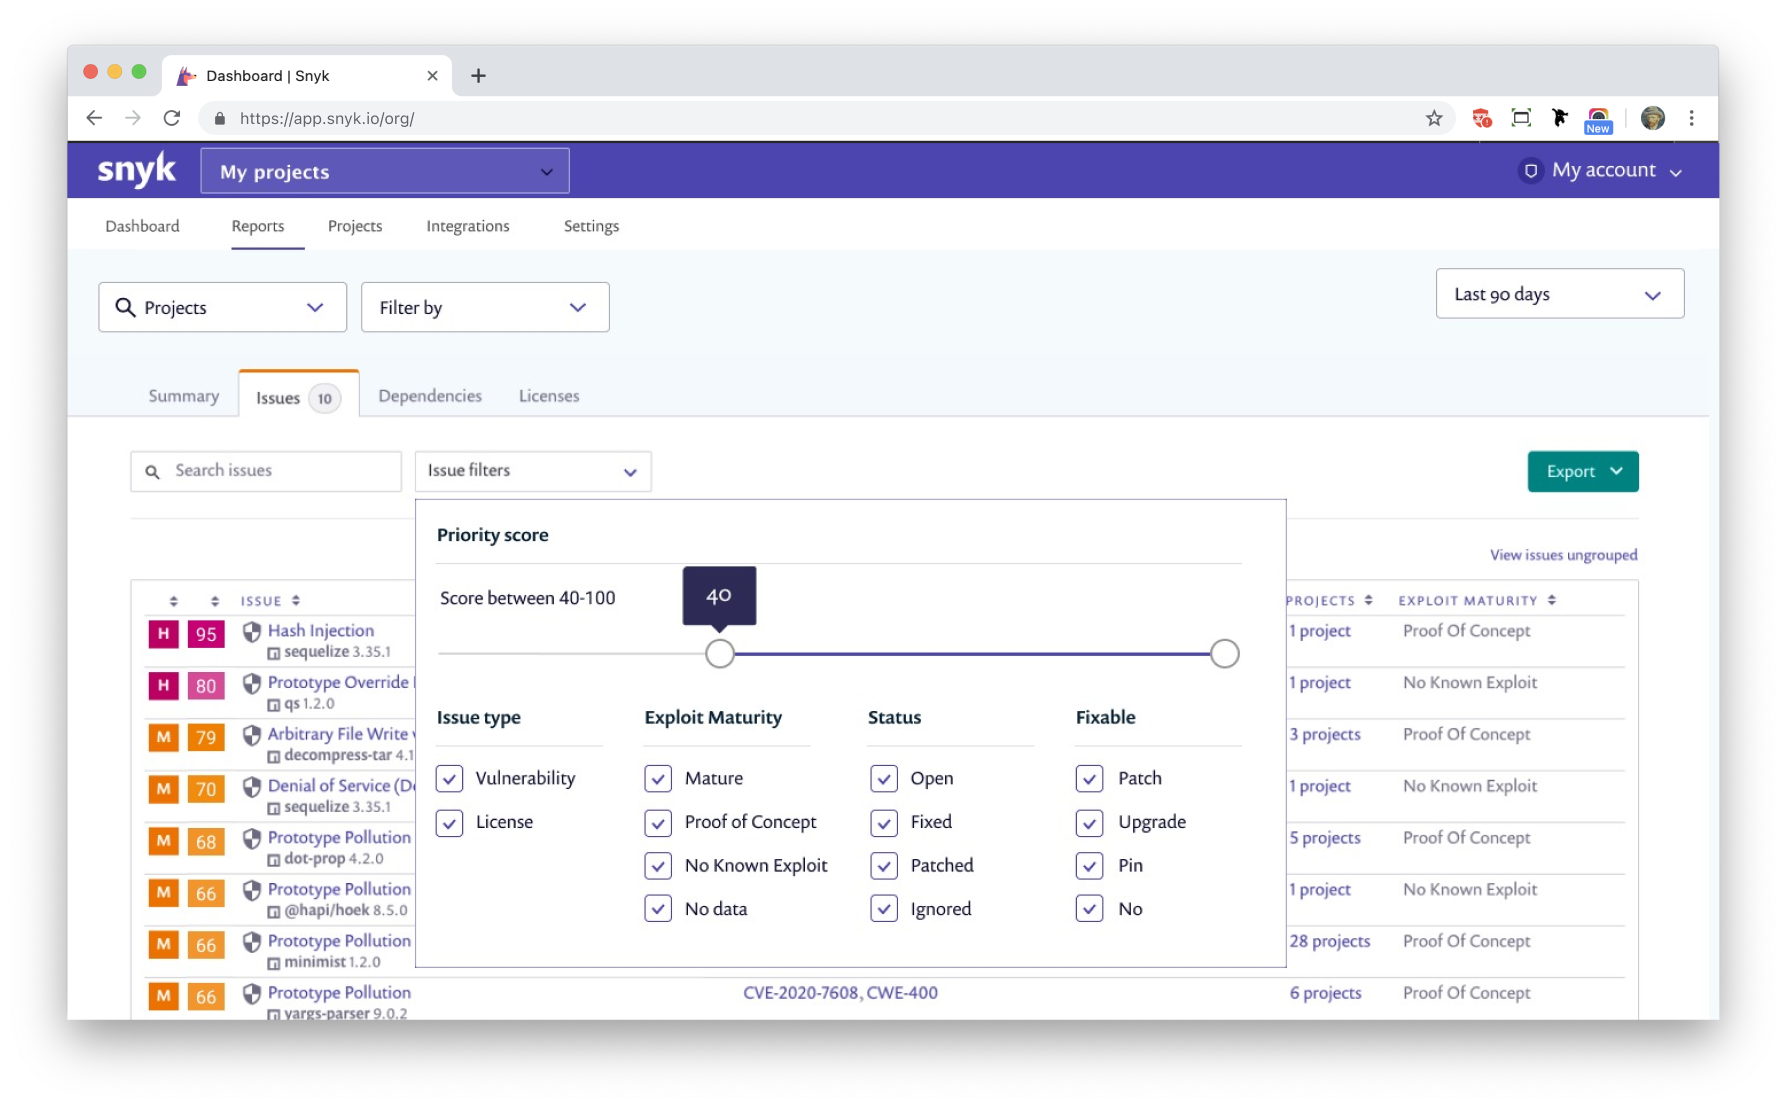 Dashboard | Snyk
https://app.snyk.io/org/
New
snyk
My projects
My account
Dashboard
Reports
Projects
Integrations
Settings
Projects
Filter by
Last 90 days
Summary
Issues 10
Dependencies
Licenses
Search issues
Issue filters
Export
Priority score
View issues ungrouped
Score between 40-100
40
ISSUE
PROJECTS
EXPLOIT MATURITY
H 95 Hash Injection
sequelize 3.35.1
1 project
Proof Of Concept
H 80 Prototype Override
qs 1.2.0
1 project
No Known Exploit
M 79 Arbitrary File Write
decompress-tar 4.1
3 projects
Proof Of Concept
M 70 Denial of Service (D
sequelize 3.35.1
1 project
No Known Exploit
M 68 Prototype Pollution
dot-prop 4.2.0
5 projects
Proof Of Concept
M 66 Prototype Pollution
@hapi/hoek 8.5.0
1 project
No Known Exploit
M 66 Prototype Pollution
minimist 1.2.0
28 projects
Proof Of Concept
M 66 Prototype Pollution
yargs-parser 9.0.2
CVE-2020-7608, CWE-400
6 projects
Proof Of Concept
Issue type
Vulnerability
License
Exploit Maturity
Mature
Proof of Concept
No Known Exploit
No data
Status
Open
Fixed
Patched
Ignored
Fixable
Patch
Upgrade
Pin
No